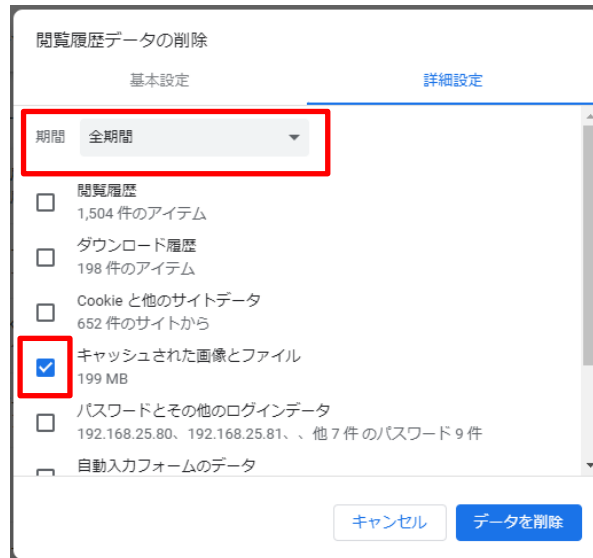 閲覧履歴データの削除
基本設定
詳細設定
期間 全期間
閲覧履歴
1,504 件のアイテム
ダウンロード履歴
198 件のアイテム
Cookie と他のサイトデータ
652 件のサイトから
キャッシュされた画像とファイル
199 MB
パスワードとその他のログインデータ
192.168.25.80、192.168.25.81、、他 7 件 のパスワード 9 件
自動入力フォームのデータ
キャンセル
データを削除